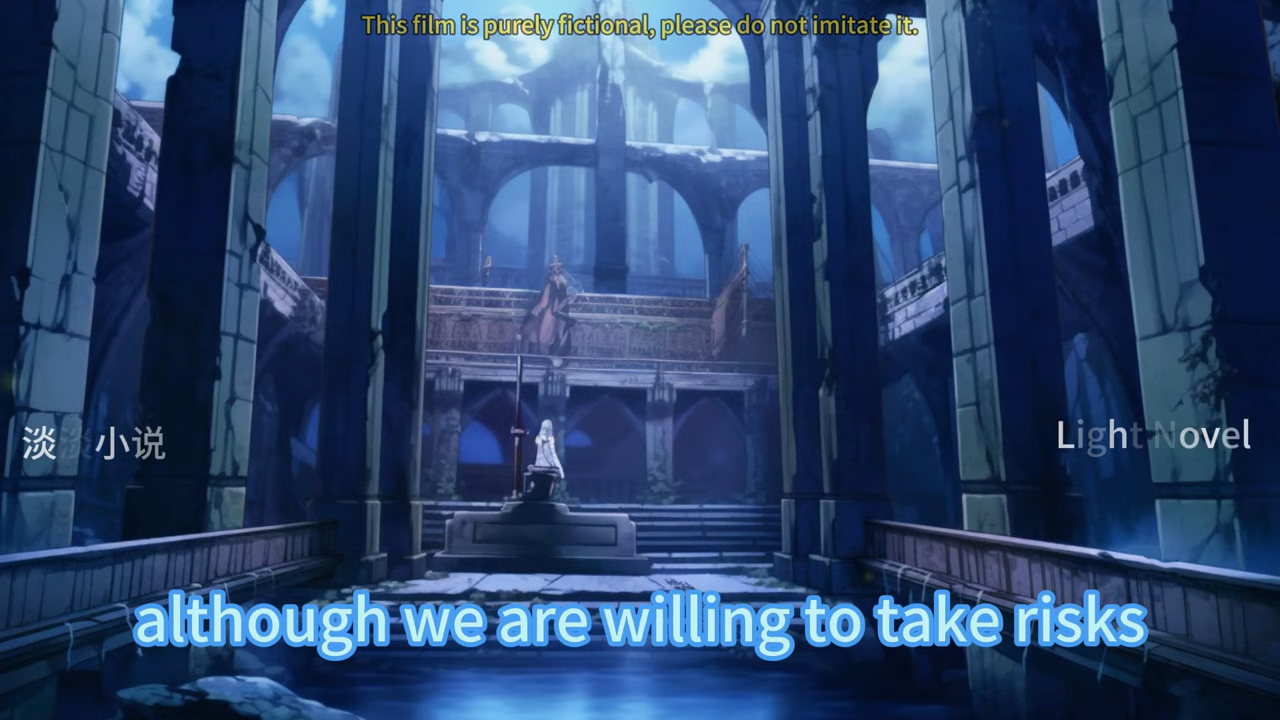 This film is purely fictional, please do not imitate it.
淡淡小说
Light Novel
although we are willing to take risks